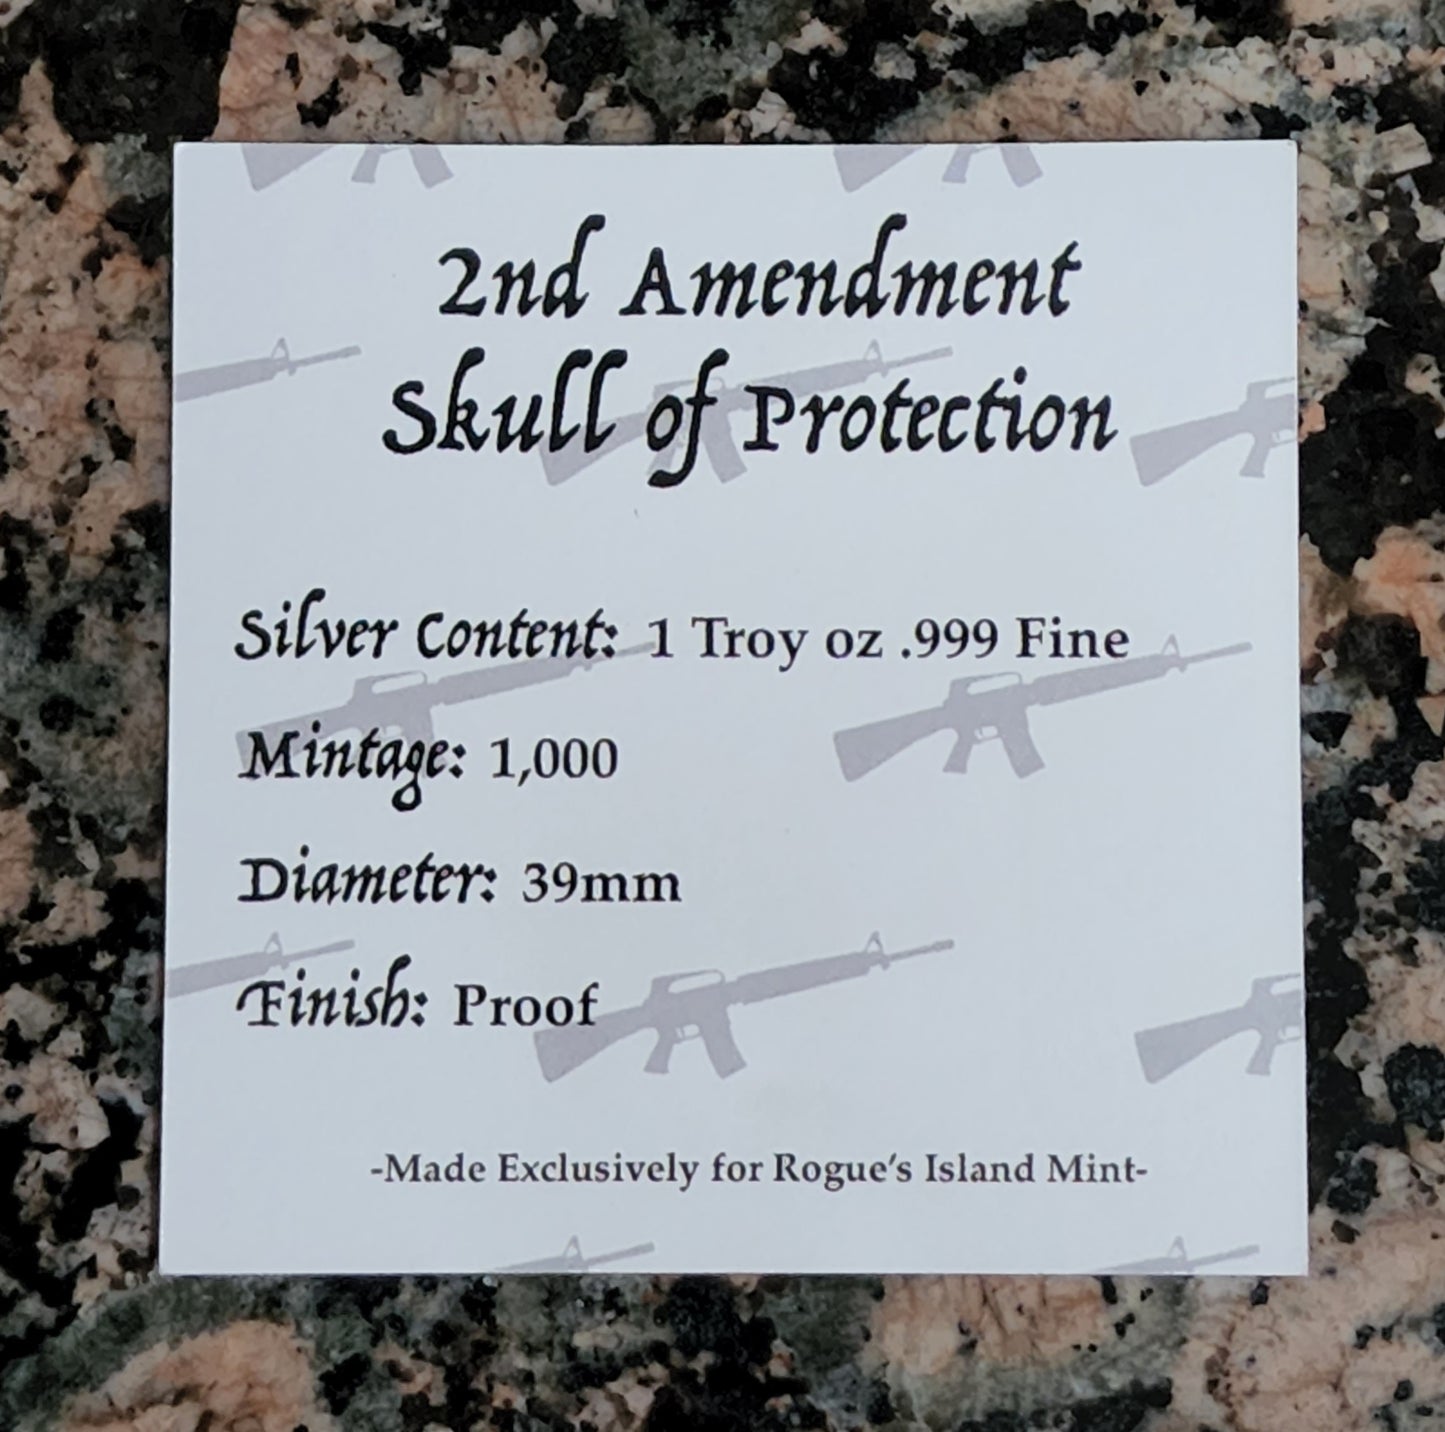 2nd Amendment
Skull of Protection
Silver Content: 1 Troy oz .999 Fine
Mintage: 1,000
Diameter: 39mm
Finish: Proof
-Made Exclusively for Rogue's Island Mint-